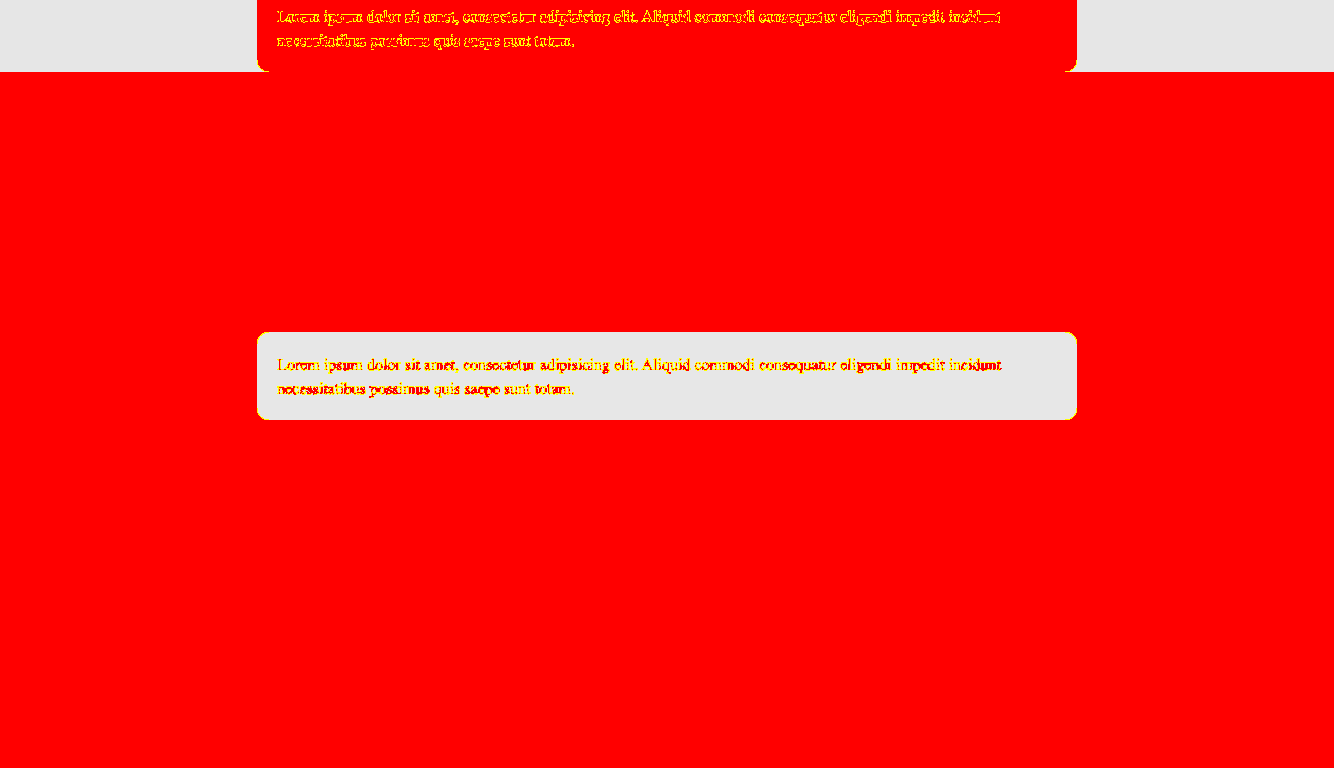 Lorem ipsum dolor sit amet, consectetur adipisicing elit. Aliquid commodi consequatur eligendi impedit incidunt
necessitatibus possimus quis saepe sunt totam.
Lorem ipsum dolor sit amet, consectetur adipisicing elit. Aliquid commodi consequatur eligendi impedit incidunt
necessitatibus possimus quis saepe sunt totam.